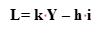 L= k·Y – h·i